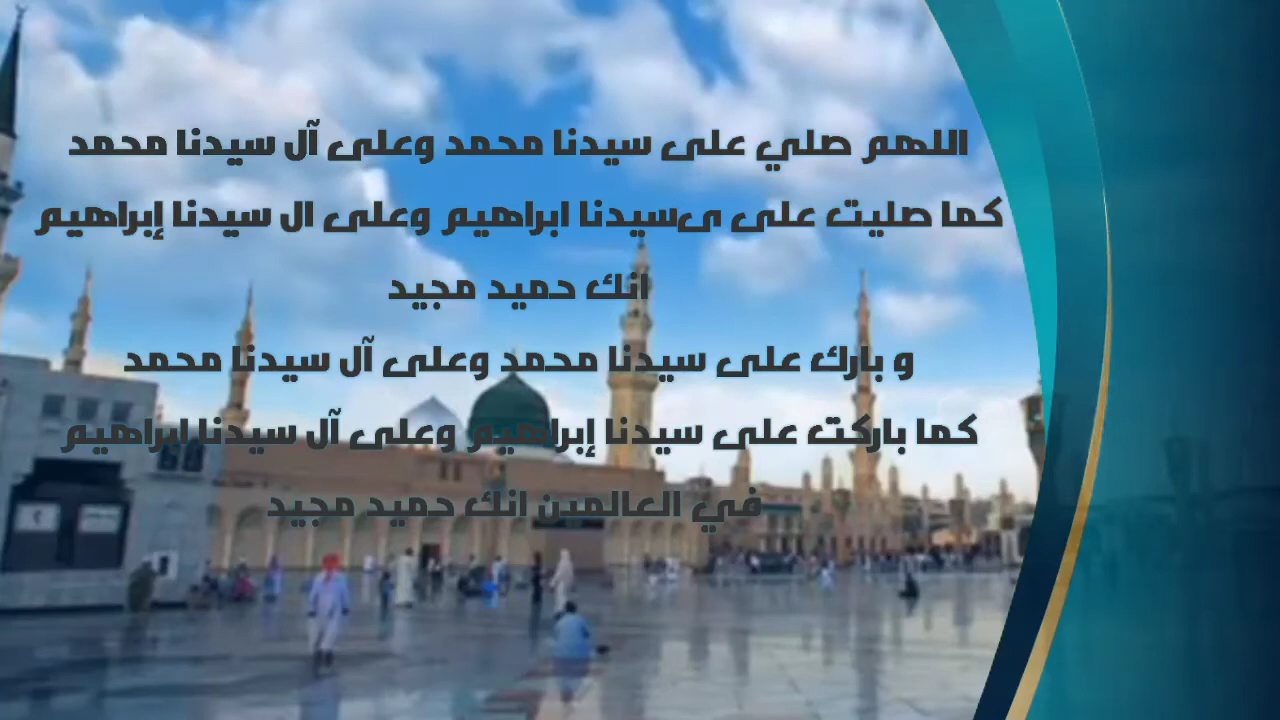 اللهم صلي على سيدنا محمد وعلى آل سيدنا محمد
كما صليت على ىسيدنا ابراهيم وعلى ال سيدنا إبراهيم
انك حميد مجيد
و بارك على سيدنا محمد وعلى آل سيدنا محمد
كما باركت على سيدنا إبراهيم وعلى آل سيدنا ابراهيم
في العالمين انك حميد مجيد